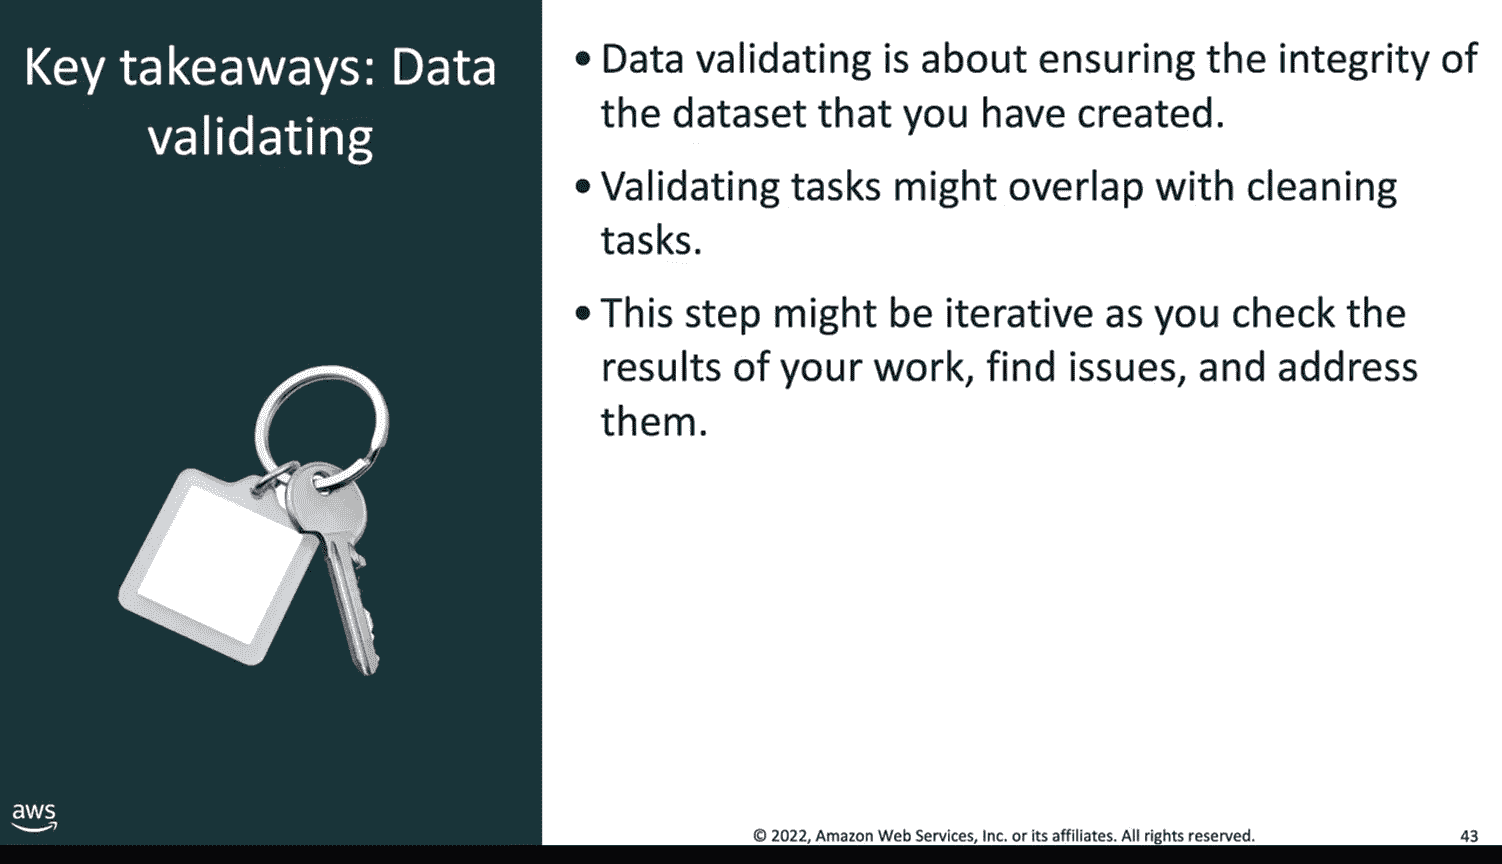 Key takeaways: Data
validating
• Data validating is about ensuring the integrity of
the dataset that you have created.
• Validating tasks might overlap with cleaning
tasks.
• This step might be iterative as you check the
results of your work, find issues, and address
them.
aws
© 2022, Amazon Web Services, Inc. or its affiliates. All rights reserved.
43